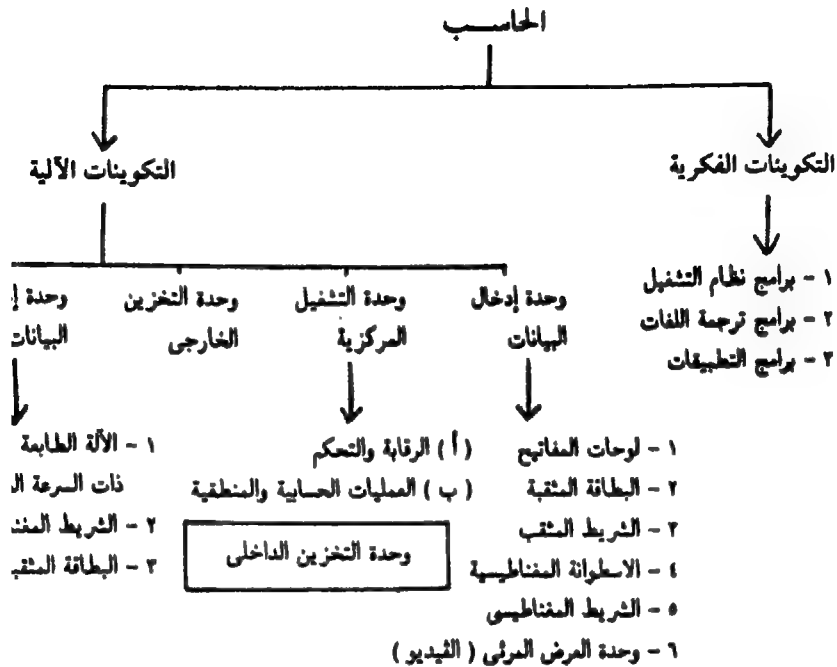 الحاسب
التكوينات الفكرية
التكوينات الآلية
١ - برامج نظام التشغيل
٢ - برامج ترجمة اللغات
٣ - برامج التطبيقات
وحدة إدخال
البيانات
وحدة التشغيل
المركزية
وحدة التخزين
الخارجى
وحدة
البيانات
١ - لوحات المفاتيح
٢ - البطاقة المثقبة
٣ - الشريط المثقب
٤ - الاسطوانة المغناطيسية
٥ - الشريط المغناطيسى
٦ - وحدة العرض المرئى ( الڤيديو )
( أ ) الرقابة والتحكم
( ب ) العمليات الحسابية والمنطقية
وحدة التخزين الداخلى
١ - الآلة الطابعة
ذات السرعة
٢ - الشريط
٣ - البطاقة